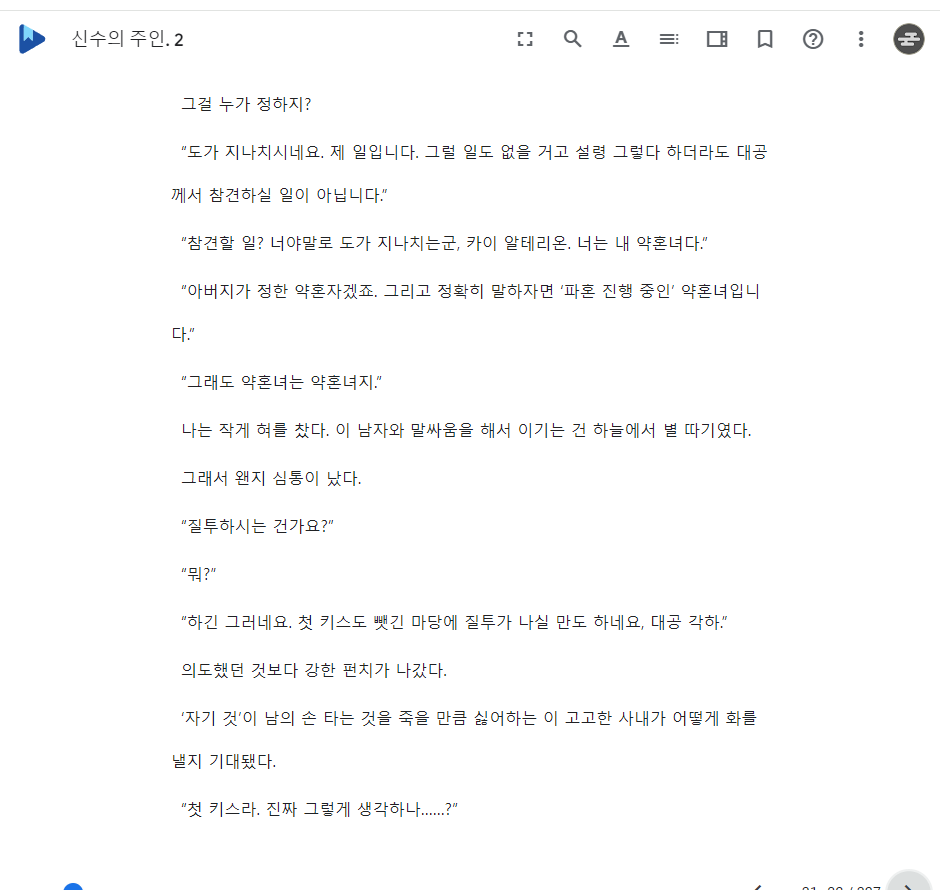 신수의 주인. 2
그걸 누가 정하지?
“도가 지나치시네요. 제 일입니다. 그럴 일도 없을 거고 설령 그렇다 하더라도 대공
께서 참견하실 일이 아닙니다.”
“참견할 일? 너야말로 도가 지나치는군, 카이 알테리온. 너는 내 약혼녀다.”
“아버지가 정한 약혼자겠죠. 그리고 정확히 말하자면 ‘파혼 진행 중인’ 약혼녀입니
다.”
“그래도 약혼녀는 약혼녀지.”
나는 작게 혀를 찼다. 이 남자와 말싸움을 해서 이기는 건 하늘에서 별 따기였다.
그래서 왠지 심통이 났다.
“질투하시는 건가요?”
“뭐?”
“하긴 그러네요. 첫 키스도 뺏긴 마당에 질투가 나실 만도 하네요, 대공 각하.”
의도했던 것보다 강한 펀치가 나갔다.
‘자기 것’이 남의 손 타는 것을 죽을 만큼 싫어하는 이 고고한 사내가 어떻게 화를
낼지 기대됐다.
“첫 키스라. 진짜 그렇게 생각하나……?”